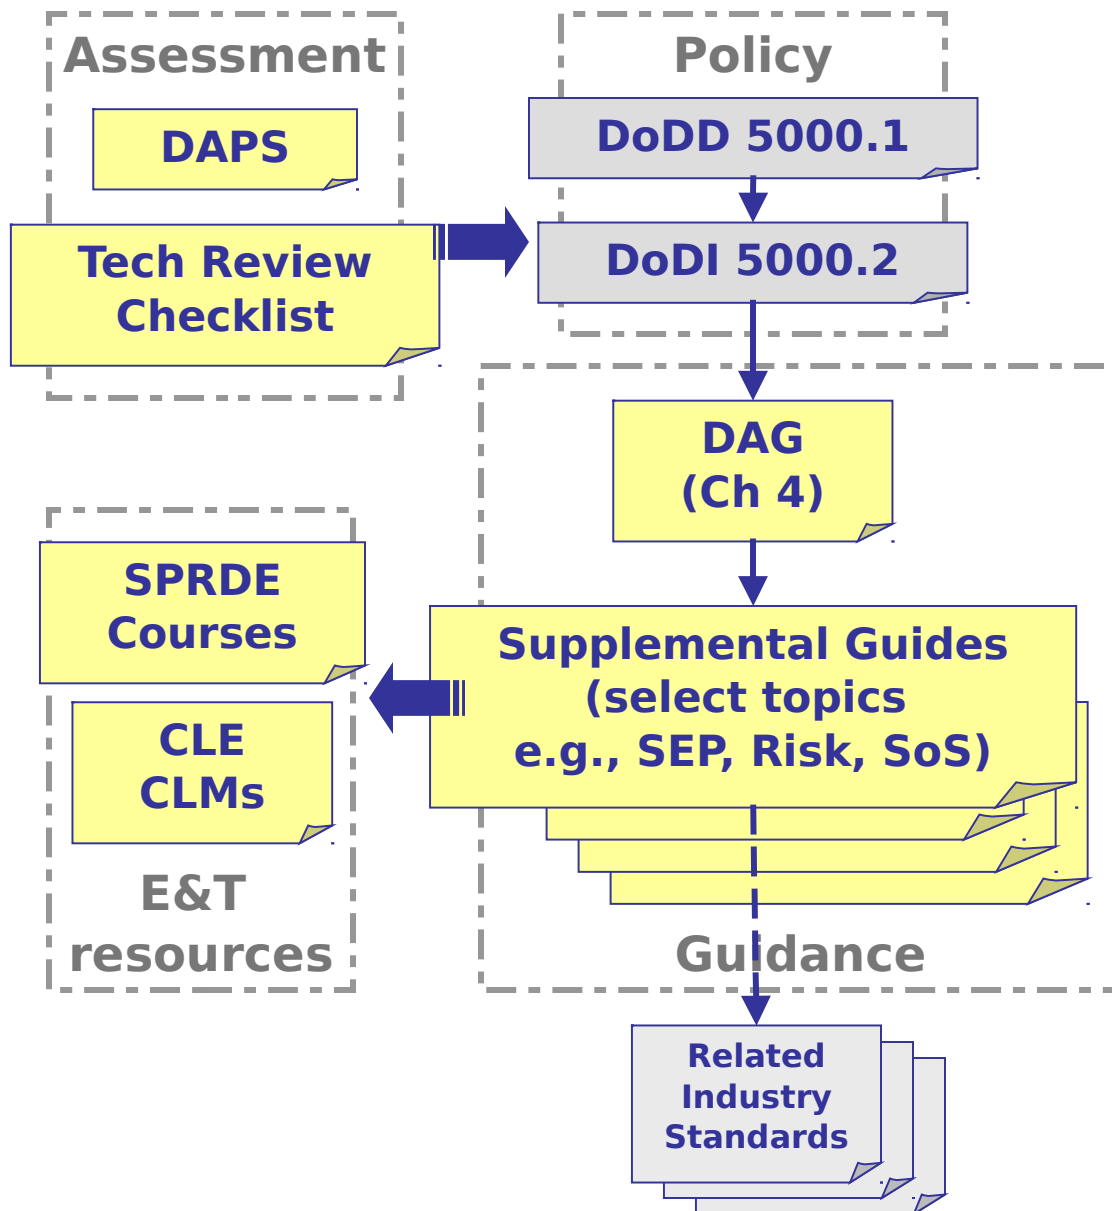 Assessment
DAPS
Tech Review
Checklist
Policy
DoDD 5000.1
DoDI 5000.2
DAG
(Ch 4)
Supplemental Guides
(select topics
e.g., SEP, Risk, SoS)
Guidance
SPRDE
Courses
CLE
CLMs
E&T
resources
Related
Industry
Standards